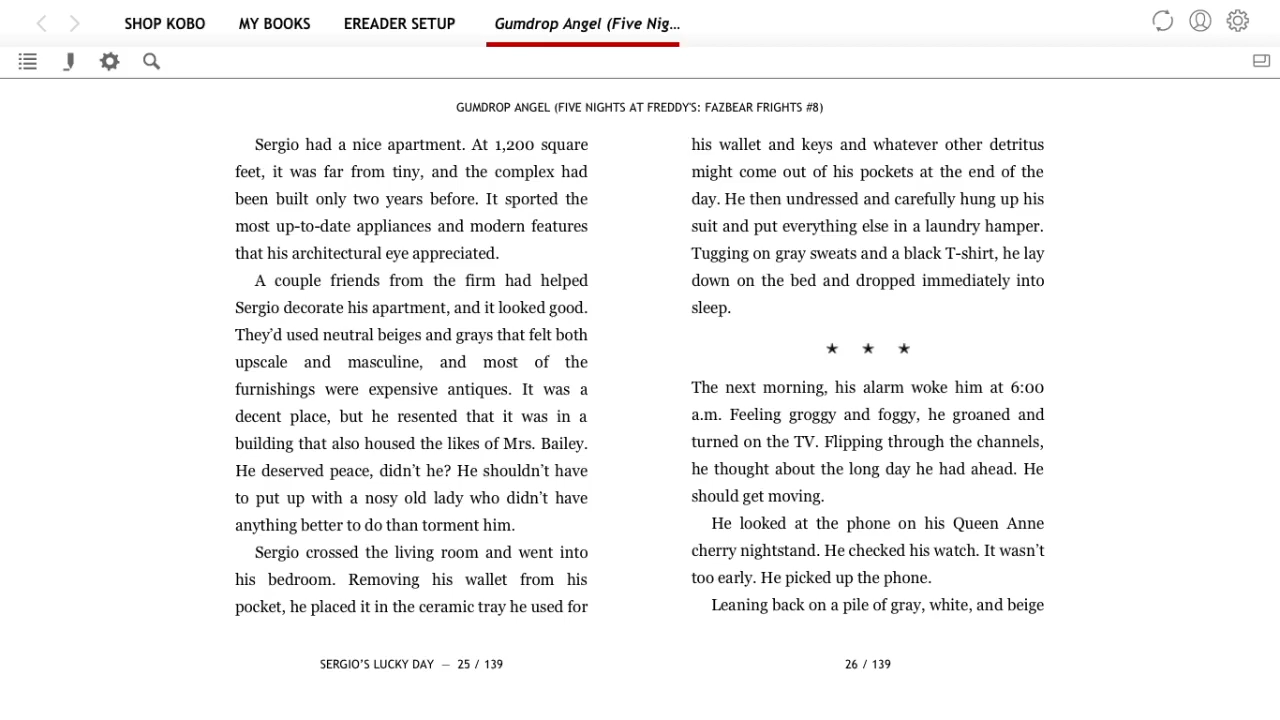 SHOP KOBO
MY BOOKS
EREADER SETUP
Gumdrop Angel (Five Nig...
GUMDROP ANGEL (FIVE NIGHTS AT FREDDY'S: FAZBEAR FRIGHTS #8)
Sergio had a nice apartment. At 1,200 square
feet, it was far from tiny, and the complex had
been built only two years before. It sported the
most up-to-date appliances and modern features
that his architectural eye appreciated.
A couple friends from the firm had helped
Sergio decorate his apartment, and it looked good.
They’d used neutral beiges and grays that felt both
upscale and masculine, and most of the
furnishings were expensive antiques. It was a
decent place, but he resented that it was in a
building that also housed the likes of Mrs. Bailey.
He deserved peace, didn’t he? He shouldn’t have
to put up with a nosy old lady who didn’t have
anything better to do than torment him.
Sergio crossed the living room and went into
his bedroom. Removing his wallet from his
pocket, he placed it in the ceramic tray he used for
SERGIO’S LUCKY DAY — 25 / 139
his wallet and keys and whatever other detritus
might come out of his pockets at the end of the
day. He then undressed and carefully hung up his
suit and put everything else in a laundry hamper.
Tugging on gray sweats and a black T-shirt, he lay
down on the bed and dropped immediately into
sleep.
★ ★ ★
The next morning, his alarm woke him at 6:00
a.m. Feeling groggy and foggy, he groaned and
turned on the TV. Flipping through the channels,
he thought about the long day he had ahead. He
should get moving.
He looked at the phone on his Queen Anne
cherry nightstand. He checked his watch. It wasn’t
too early. He picked up the phone.
Leaning back on a pile of gray, white, and beige
26 / 139